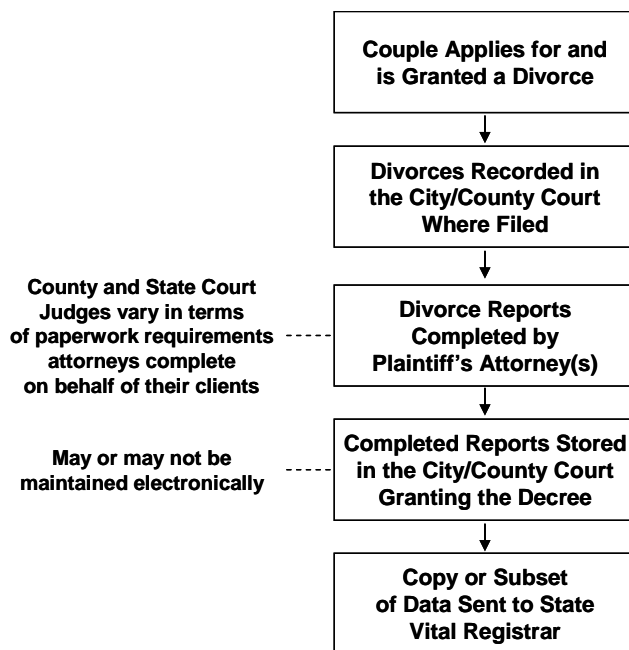 Couple Applies for and
is Granted a Divorce
Divorces Recorded in
the City/County Court
Where Filed
County and State Court
Judges vary in terms
of paperwork requirements
attorneys complete
on behalf of their clients
Divorce Reports
Completed by
Plaintiff's Attorney(s)
May or may not be
maintained electronically
Completed Reports Stored
in the City/County Court
Granting the Decree
Copy or Subset
of Data Sent to State
Vital Registrar